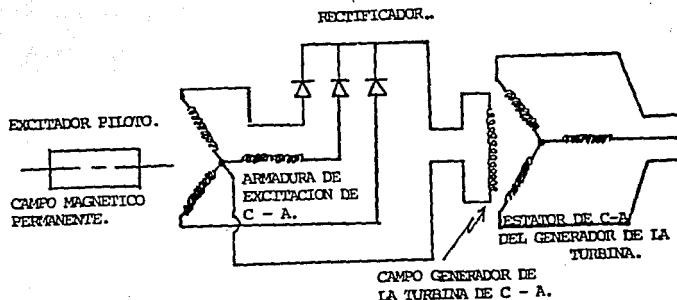 RECTIFICADOR..
EXCITADOR PILOTO.
CAMPO MAGNETICO
PERMANENTE.
ARMADURA DE
EXCITACION DE
C - A.
ESTATOR DE C-A
DEL GENERADOR DE LA
TURBINA.
CAMPO GENERADOR DE
LA TURBINA DE C - A.